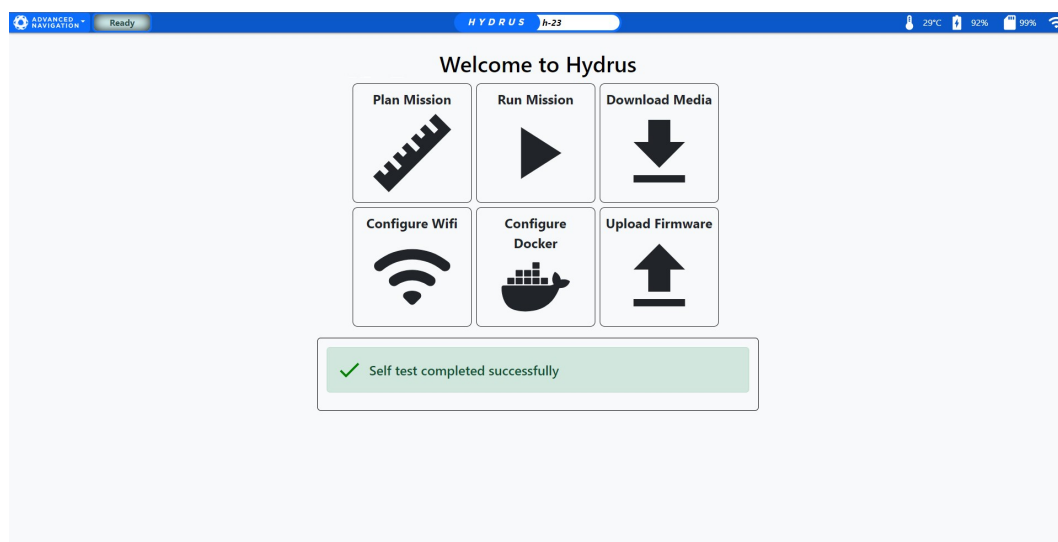 ADVANCED
NAVIGATION
Ready
HYDRUS
h-23
29°C
92%
99%
Welcome to Hydrus
Plan Mission
Run Mission
Download Media
Configure Wifi
Configure
Docker
Upload Firmware
Self test completed successfully